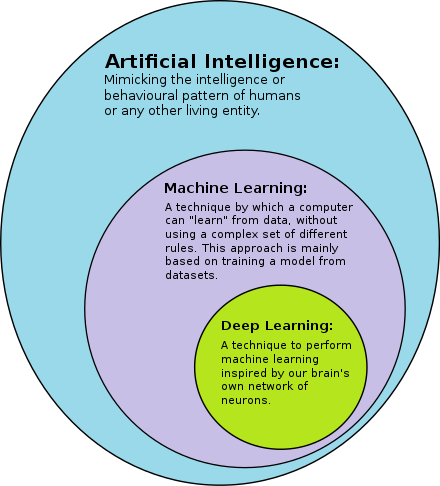 Artificial Intelligence:
Mimicking the intelligence or
behavioural pattern of humans
or any other living entity.
Machine Learning:
A technique by which a computer
can "learn" from data, without
using a complex set of different
rules. This approach is mainly
based on training a model from
datasets.
Deep Learning:
A technique to perform
machine learning
inspired by our brain's
own network of
neurons.